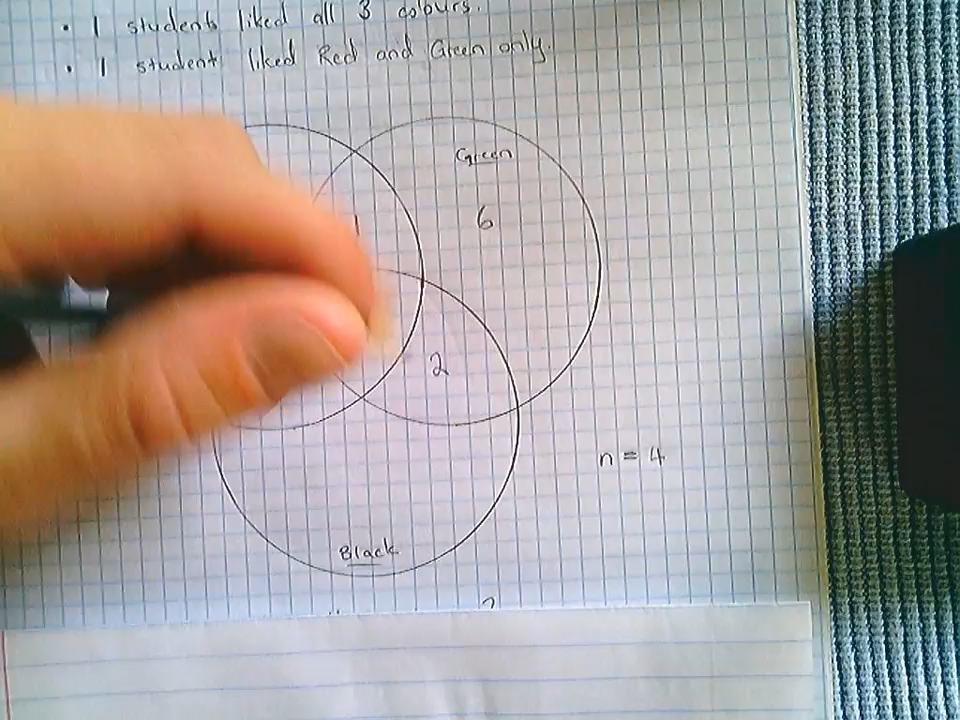 • 1 students liked all 3 colours.
• 1 student liked Red and Green only.
Green
1
6
2
n = 4
Black